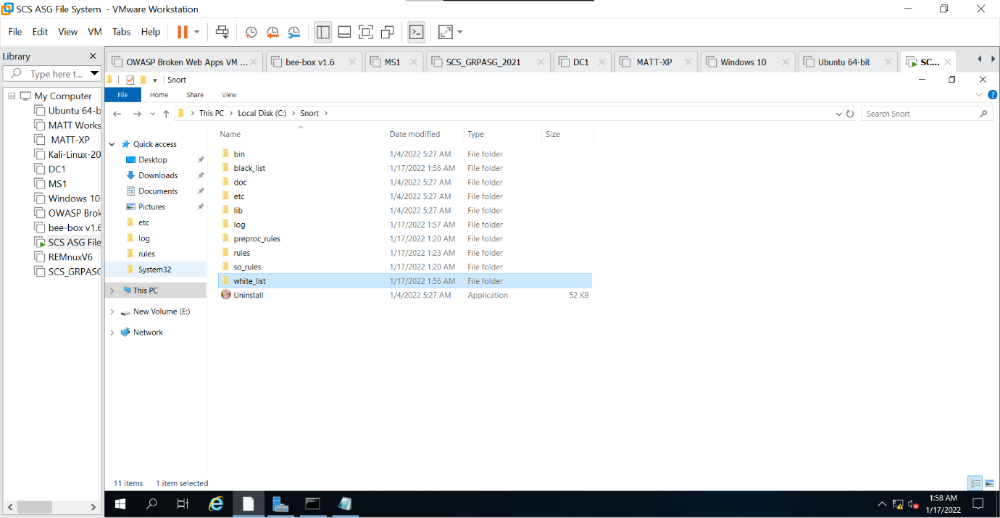 SCS ASG File System - VMware Workstation
File Edit View VM Tabs Help
Library
Type here t...
My Computer
Ubuntu 64-b
MATT Works
MATT-XP
Kali-Linux-20
DC1
MS1
Windows 10
OWASP Brok
bee-box v1.6
SCS ASG File
REMnuxV6
SCS_GRPASG
OWASP Broken Web Apps VM ... bee-box v1.6 MS1 SCS_GRPASG_2021 DC1 MATT-XP Windows 10 Ubuntu 64-bit SC...
Snort
File Home Share View
This PC Local Disk (C:) Snort
Search Snort
Quick access
Desktop
Downloads
Documents
Pictures
etc
log
rules
System32
This PC
New Volume (E:)
Network
Name Date modified Type Size
bin 1/4/2022 5:27 AM File folder
black_list 1/17/2022 1:56 AM File folder
doc 1/4/2022 5:27 AM File folder
etc 1/4/2022 5:27 AM File folder
lib 1/4/2022 5:27 AM File folder
log 1/17/2022 1:57 AM File folder
preproc_rules 1/17/2022 1:20 AM File folder
rules 1/17/2022 1:23 AM File folder
so_rules 1/17/2022 1:20 AM File folder
white_list 1/17/2022 1:56 AM File folder
Uninstall 1/4/2022 5:27 AM Application 52 KB
11 items 1 item selected
1:58 AM
1/17/2022